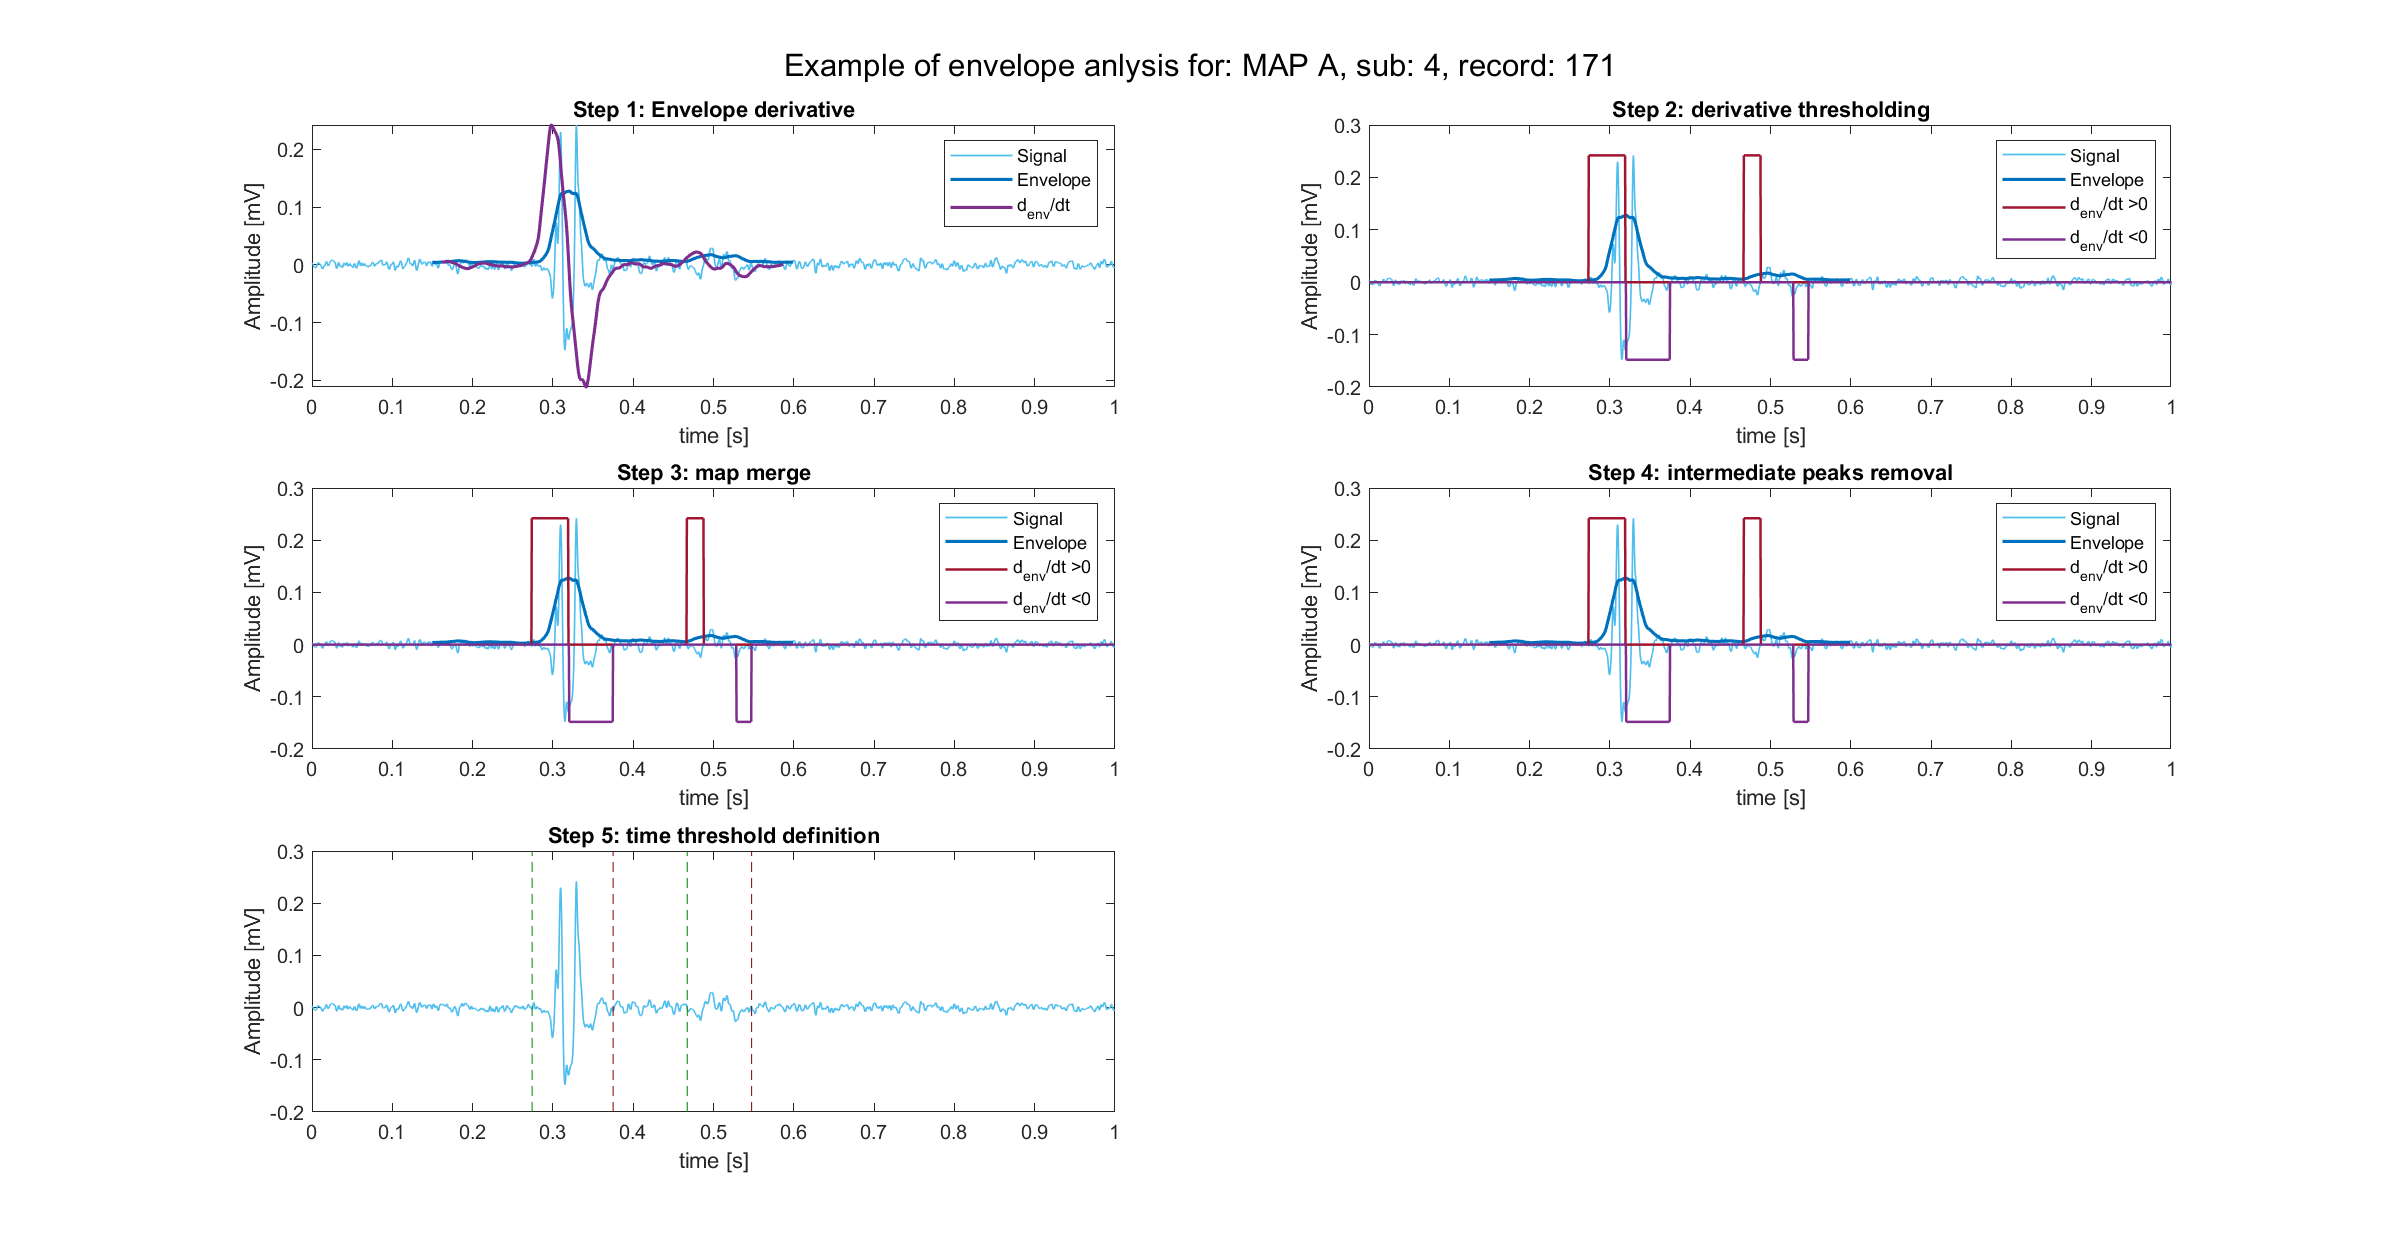 Example of envelope anlysis for: MAP A, sub: 4, record: 171
Step 1: Envelope derivative
0.2
0.1
0
-0.1
-0.2
Amplitude [mV]
0 0.1 0.2 0.3 0.4 0.5 0.6 0.7 0.8 0.9 1
time [s]
Signal
Envelope
d_env/dt
Step 2: derivative thresholding
0.3
0.2
0.1
0
-0.1
-0.2
Amplitude [mV]
0 0.1 0.2 0.3 0.4 0.5 0.6 0.7 0.8 0.9 1
time [s]
Signal
Envelope
d_env/dt >0
d_env/dt <0
Step 3: map merge
0.3
0.2
0.1
0
-0.1
-0.2
Amplitude [mV]
0 0.1 0.2 0.3 0.4 0.5 0.6 0.7 0.8 0.9 1
time [s]
Signal
Envelope
d_env/dt >0
d_env/dt <0
Step 4: intermediate peaks removal
0.3
0.2
0.1
0
-0.1
-0.2
Amplitude [mV]
0 0.1 0.2 0.3 0.4 0.5 0.6 0.7 0.8 0.9 1
time [s]
Signal
Envelope
d_env/dt >0
d_env/dt <0
Step 5: time threshold definition
0.3
0.2
0.1
0
-0.1
-0.2
Amplitude [mV]
0 0.1 0.2 0.3 0.4 0.5 0.6 0.7 0.8 0.9 1
time [s]